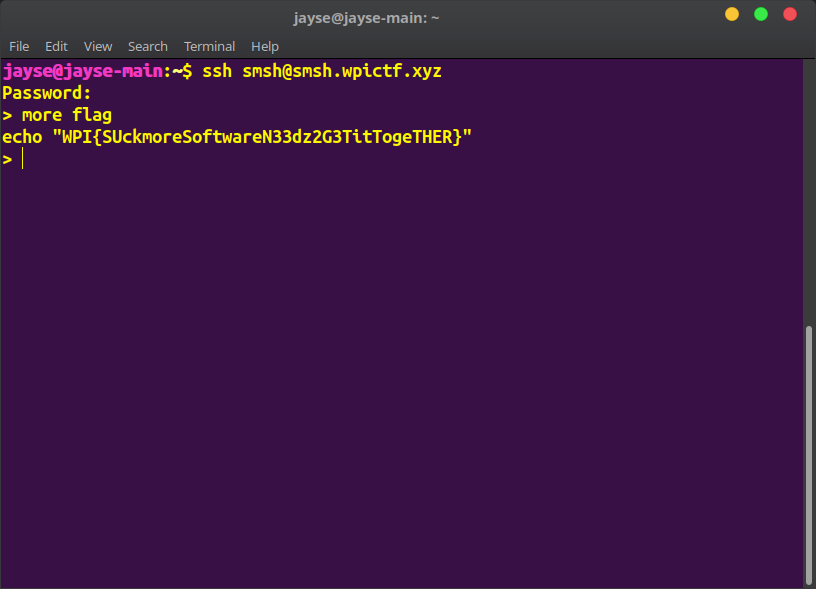 jayse@jayse-main: ~
File Edit View Search Terminal Help
jayse@jayse-main:~$ ssh smsh@smsh.wpictf.xyz
Password:
> more flag
echo "WPI{SUckmoreSoftwareN33dz2G3TitTogeTHER}"
>